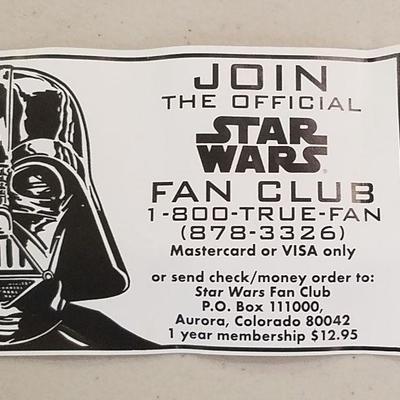 JOIN
THE OFFICIAL
STAR
WARS
FAN CLUB
1-800-TRUE-FAN
(878-3326)
Mastercard or VISA only
or send check/money order to:
Star Wars Fan Club
P.O. Box 111000,
Aurora, Colorado 80042
1 year membership $12.95